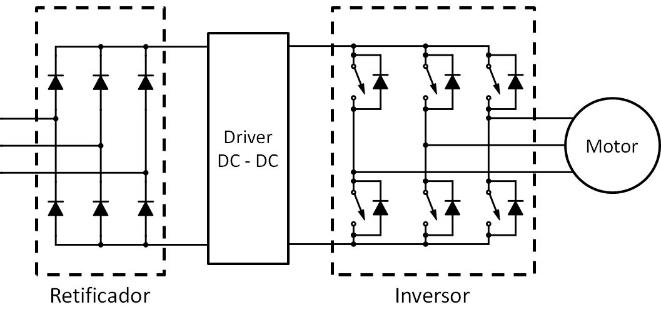 Driver
DC - DC
Motor
Retificador
Inversor